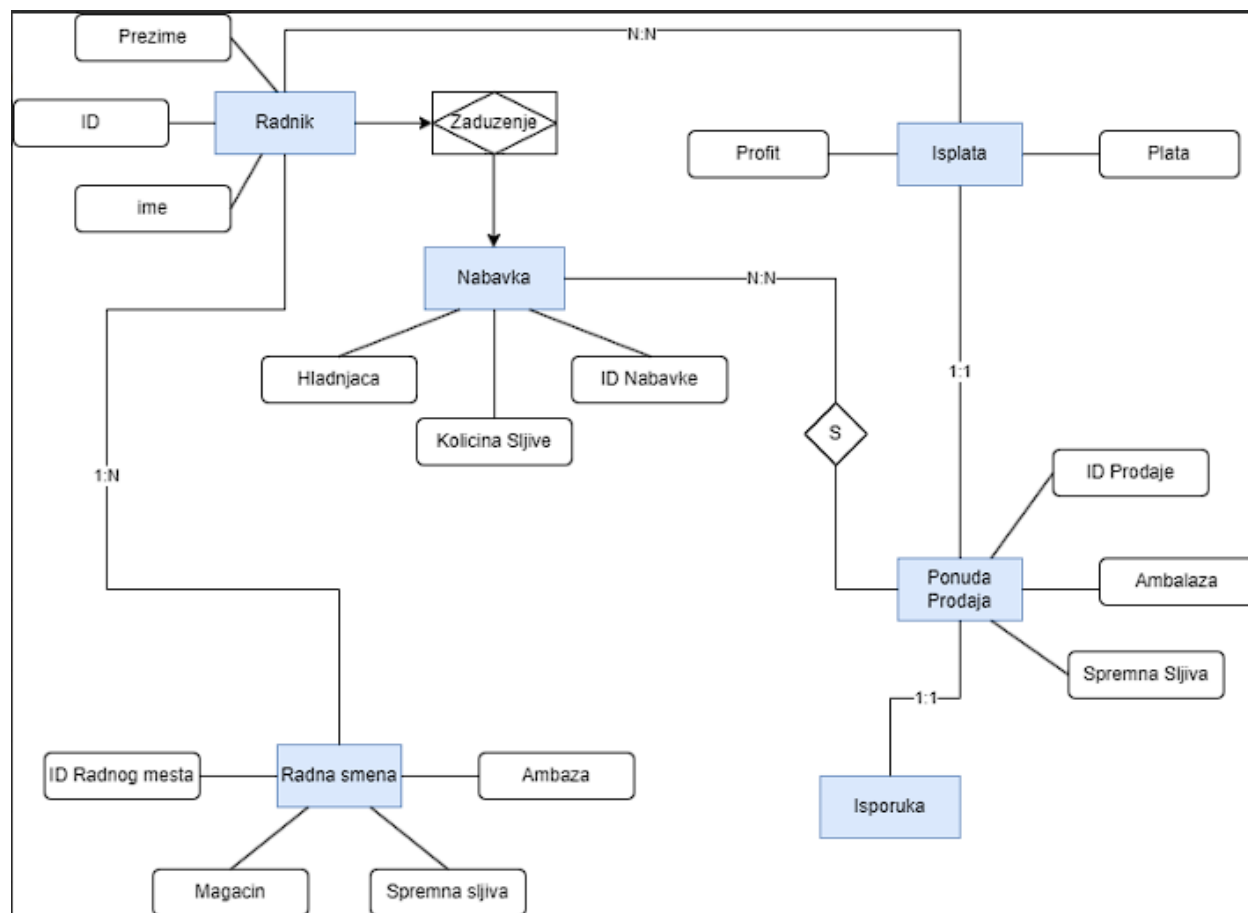 Prezime
N:N
ID
Radnik
Zaduzenje
Profit
Isplata
Plata
ime
Nabavka
N:N
Hladnjaca
ID Nabavke
1:1
Kolicina Sljive
S
1:N
ID Prodaje
Ponuda
Prodaja
Ambalaza
Spremna Sljiva
1:1
ID Radnog mesta
Radna smena
Ambaza
Isporuka
Magacin
Spremna sljiva